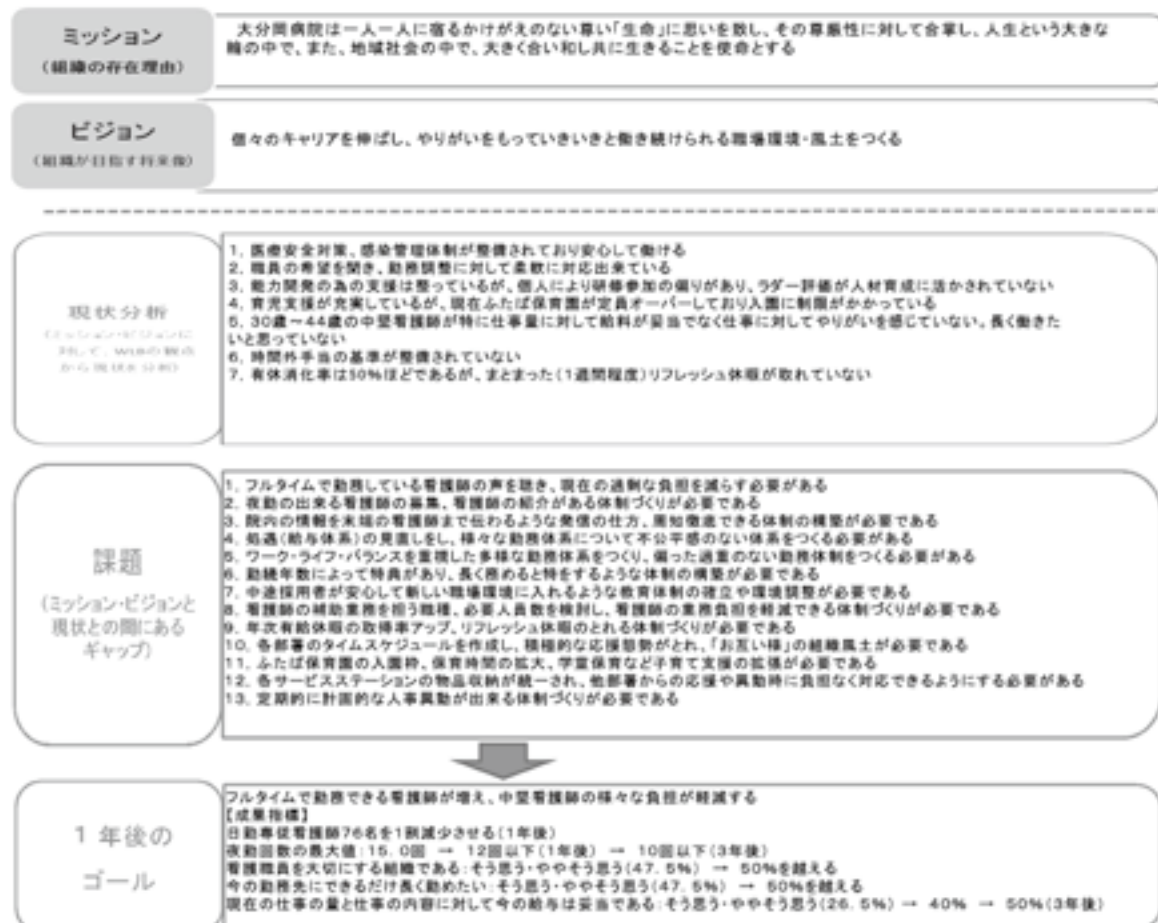 ミッション
(組織の存在理由)
大分岡病院は一人一人に宿るかけがえのない尊い「生命」に思いを致し、その尊厳性に対して合掌し、人生という大きな
輪の中で、また、地域社会の中で、大きく合い和し共に生きることを使命とする
ビジョン
(組織が目指す将来像)
個々のキャリアを伸ばし、やりがいをもっていきいきと働き続けられる職場環境・風土をつくる
現状分析
(ミッション・ビジョンに
対して、WLBの観点
から現状を分析)
1. 医療安全対策、感染管理体制が整備されており安心して働ける
2. 職員の希望を聞き、勤務調整に対して柔軟に対応出来ている
3. 能力開発の為の支援は整っているが、個人により研修参加の偏りがあり、ラダー評価が人材育成に活かされていない
4. 育児支援が充実しているが、現在ふたば保育園が定員オーバーしており入園に制限がかかっている
5. 30歳～44歳の中堅看護師が特に仕事量に対して給料が妥当でなく仕事に対してやりがいを感じていない。長く働きた
いと思っていない
6. 時間外手当の基準が整備されていない
7. 有休消化率は50%ほどであるが、まとまった(1週間程度)リフレッシュ休暇が取れていない
課題
(ミッション・ビジョンと
現状との間にある
ギャップ)
1. フルタイムで勤務している看護師の声を聴き、現在の過剰な負担を減らす必要がある
2. 夜勤の出来る看護師の募集、看護師の紹介がある体制づくりが必要である
3. 院内の情報を末端の看護師まで伝わるような発信の仕方、周知徹底できる体制の構築が必要である
4. 処遇(給与体系)の見直しをし、様々な勤務体系について不公平感のない体系をつくる必要がある
5. ワーク・ライフ・バランスを重視した多様な勤務体系をつくり、偏った過重のない勤務体制をつくる必要がある
6. 勤続年数によって特典があり、長く務めると特をするような体制の構築が必要である
7. 中途採用者が安心して新しい職場環境に入れるような教育体制の確立や環境調整が必要である
8. 看護師の補助業務を担う職種、必要人員数を検討し、看護師の業務負担を軽減できる体制づくりが必要である
9. 年次有給休暇の取得率アップ、リフレッシュ休暇のとれる体制づくりが必要である
10. 各部署のタイムスケジュールを作成し、積極的な応援態勢がとれ、「お互い様」の組織風土が必要である
11. ふたば保育園の入園枠、保育時間の拡大、学童保育など子育て支援の拡張が必要である
12. 各サービスステーションの物品収納が統一され、他部署からの応援や異動時に負担なく対応できるようにする必要がある
13. 定期的に計画的な人事異動が出来る体制づくりが必要である
1年後の
ゴール
フルタイムで勤務できる看護師が増え、中堅看護師の様々な負担が軽減する
【成果指標】
日勤専従看護師76名を1割減少させる(1年後)
夜勤回数の最大値:15.0回 → 12回以下(1年後) → 10回以下(3年後)
看護職員を大切にする組織である:そう思う・ややそう思う(47.5%) → 50%を越える
今の勤務先にできるだけ長く勤めたい:そう思う・ややそう思う(47.5%) → 50%を越える
現在の仕事の量と仕事の内容に対して今の給与は妥当である:そう思う・ややそう思う(26.5%) → 40% → 50%(3年後)